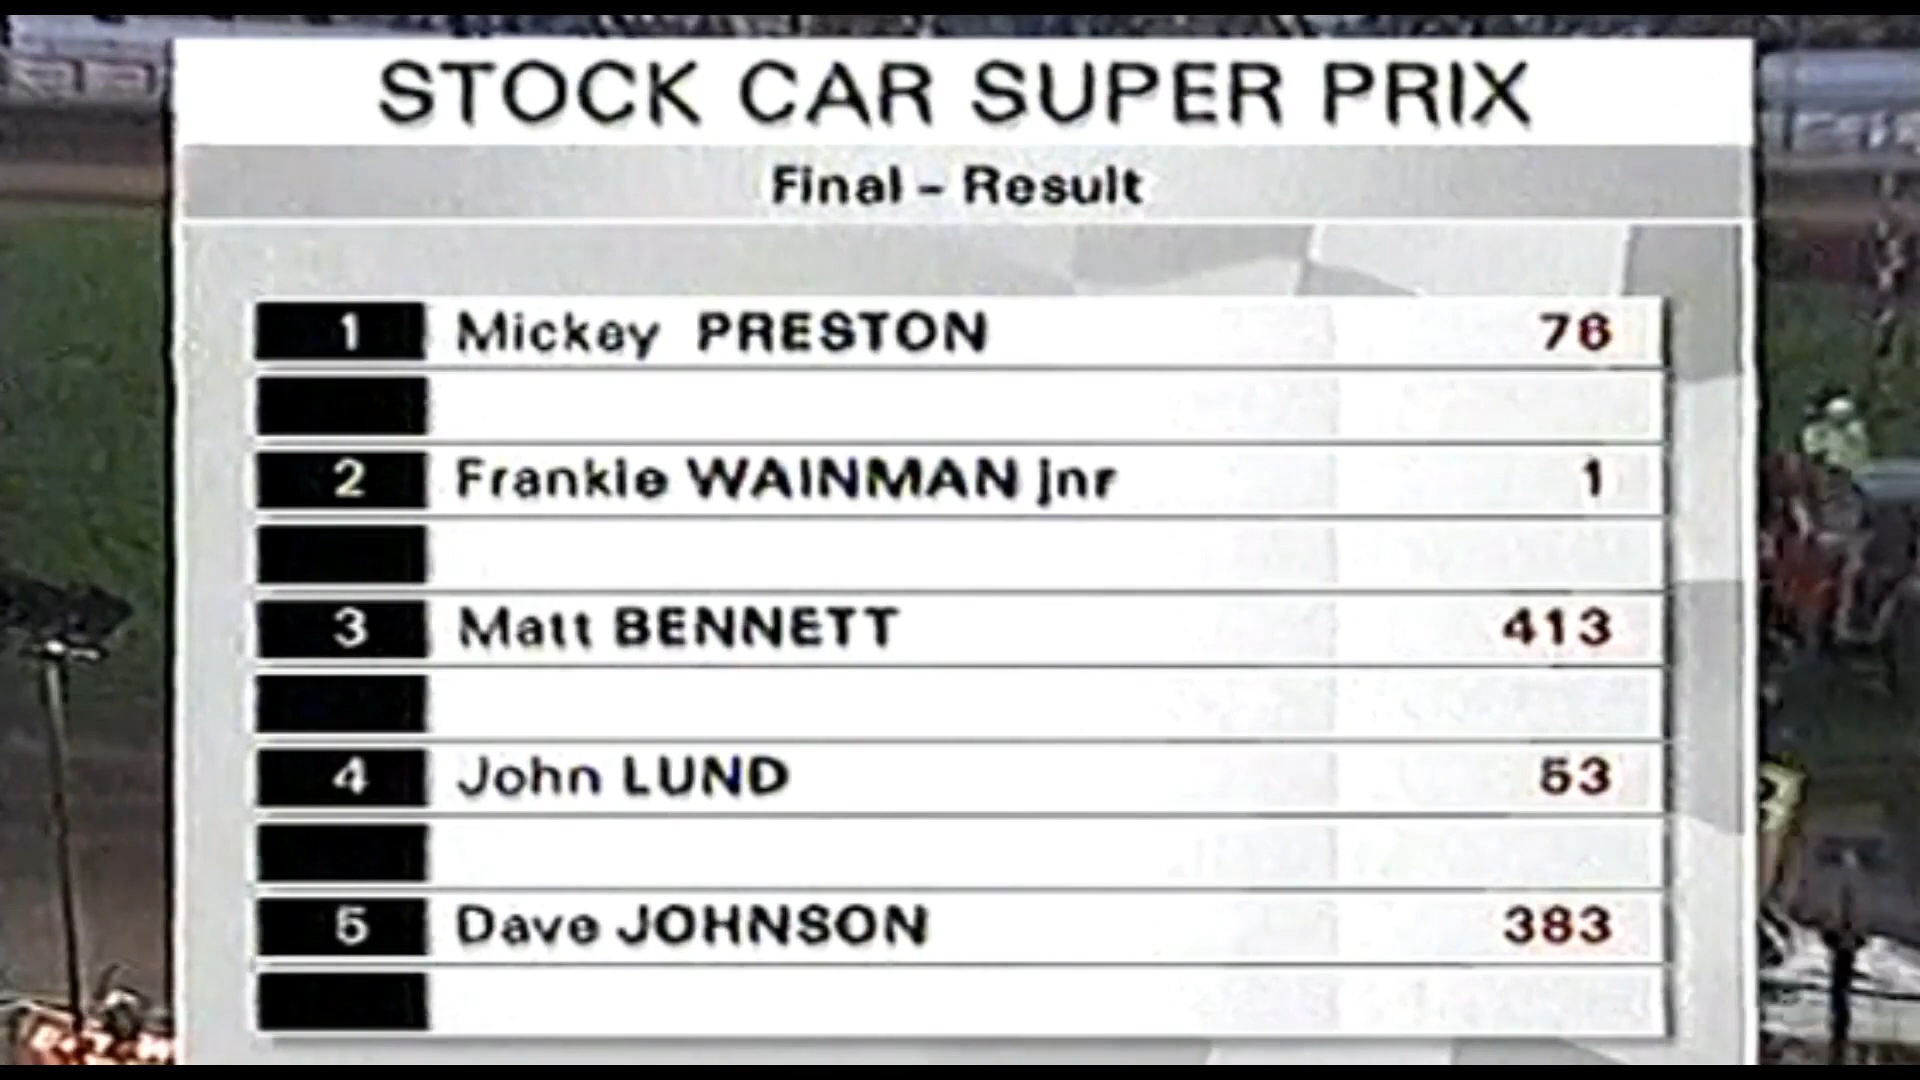 STOCK CAR SUPER PRIX
Final - Result
1 Mickey PRESTON 76
2 Frankie WAINMAN jnr 1
3 Matt BENNETT 413
4 John LUND 53
5 Dave JOHNSON 383